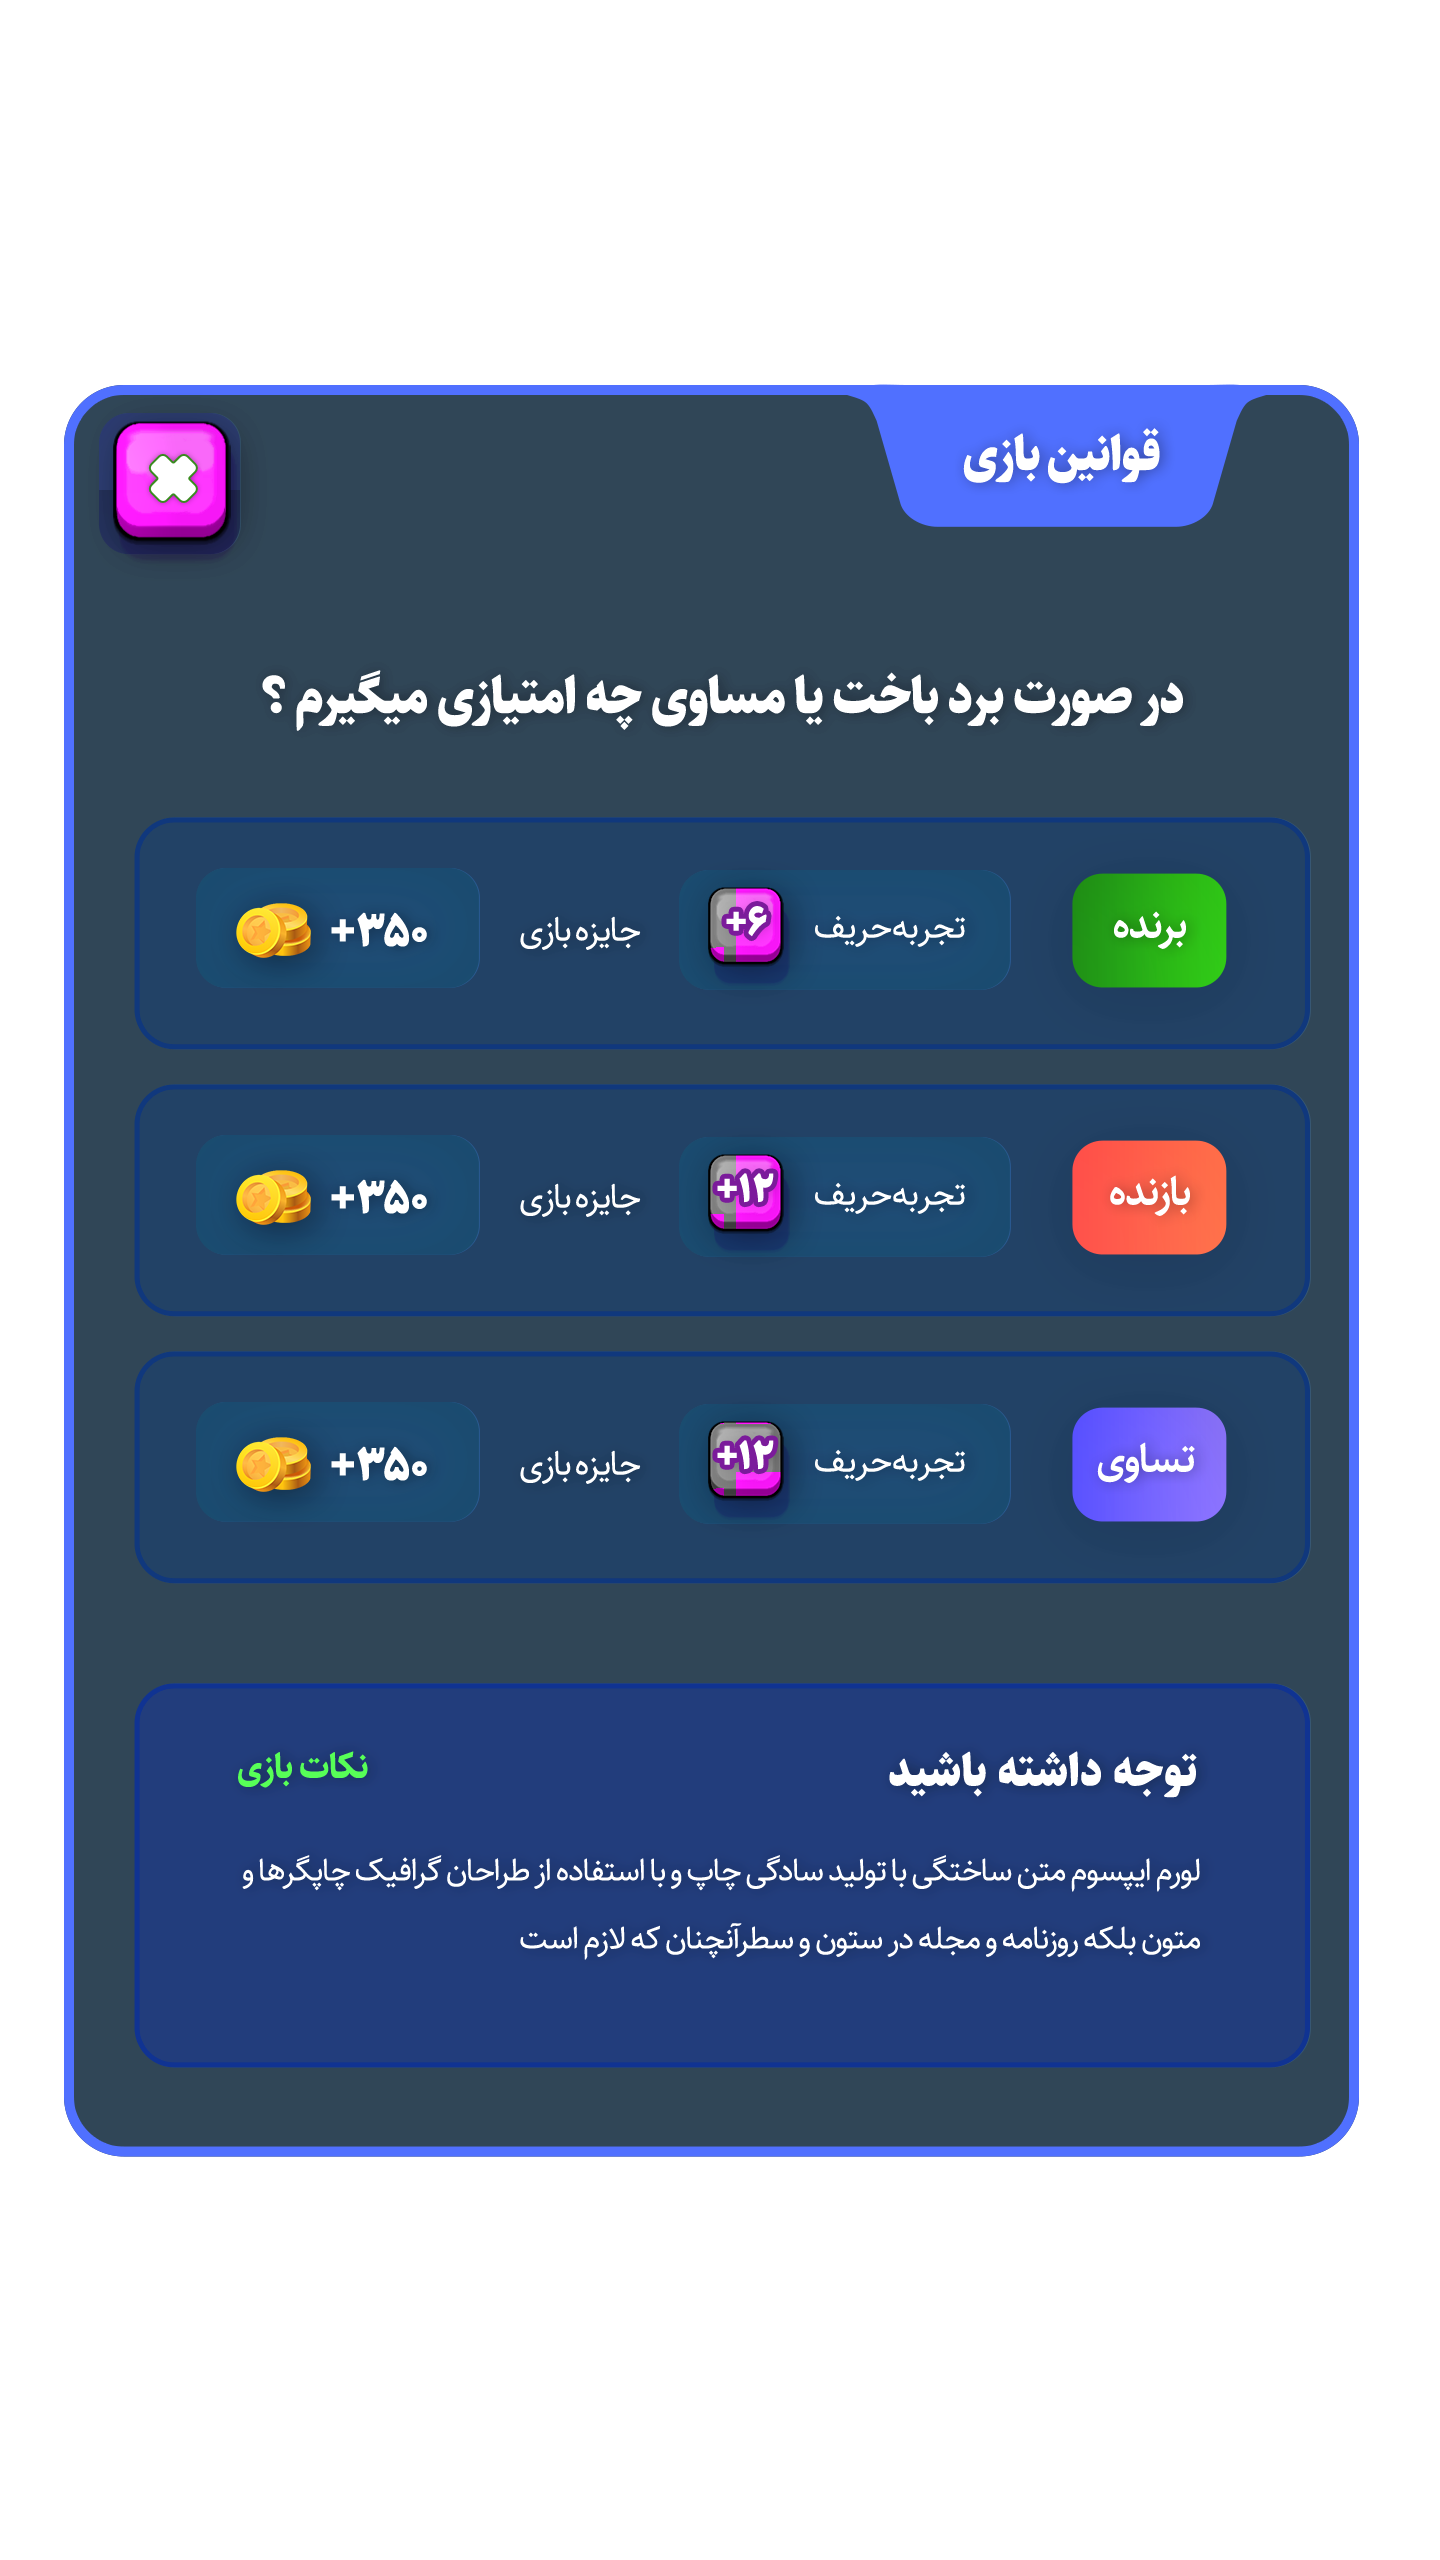 قوانین بازی
در صورت برد باخت یا مساوی چه امتیازی میگیرم ؟
برنده
تجربه‌حریف
+۶
جایزه بازی
+۳۵۰
بازنده
تجربه‌حریف
+۱۲
جایزه بازی
+۳۵۰
تساوی
تجربه‌حریف
+۱۲
جایزه بازی
+۳۵۰
توجه داشته باشید
نکات بازی
لورم ایپسوم متن ساختگی با تولید سادگی چاپ و با استفاده از طراحان گرافیک چاپگرها و
متون بلکه روزنامه و مجله در ستون و سطرآنچنان که لازم است